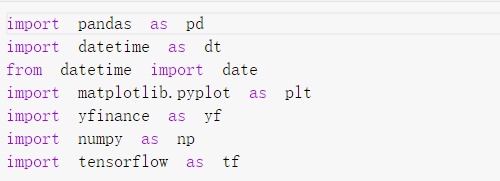 import pandas as pd
import datetime as dt
from datetime import date
import matplotlib.pyplot as plt
import yfinance as yf
import numpy as np
import tensorflow as tf